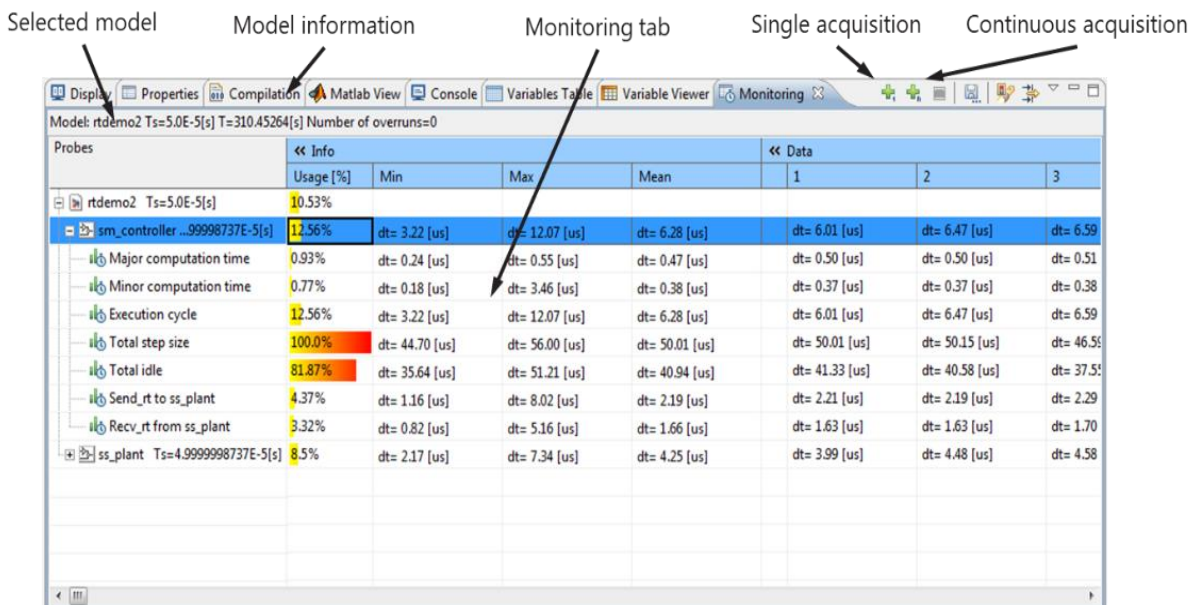 Selected model Model information Monitoring tab Single acquisition Continuous acquisition
Display Properties Compilation Matlab View Console Variables Table Variable Viewer Monitoring
Model: rtdemo2 Ts=5.0E-5[s] T=310.45264[s] Number of overruns=0
Probes « Info « Data
Usage [%] Min Max Mean 1 2 3
rtdemo2 Ts=5.0E-5[s] 10.53%
sm_controller ...99998737E-5[s] 12.56% dt= 3.22 [us] dt= 12.07 [us] dt= 6.28 [us] dt= 6.01 [us] dt= 6.47 [us] dt= 6.59
Major computation time 0.93% dt= 0.24 [us] dt= 0.55 [us] dt= 0.47 [us] dt= 0.50 [us] dt= 0.50 [us] dt= 0.51
Minor computation time 0.77% dt= 0.18 [us] dt= 3.46 [us] dt= 0.38 [us] dt= 0.37 [us] dt= 0.37 [us] dt= 0.38
Execution cycle 12.56% dt= 3.22 [us] dt= 12.07 [us] dt= 6.28 [us] dt= 6.01 [us] dt= 6.47 [us] dt= 6.59
Total step size 100.0% dt= 44.70 [us] dt= 56.00 [us] dt= 50.01 [us] dt= 50.01 [us] dt= 50.15 [us] dt= 46.59
Total idle 81.87% dt= 35.64 [us] dt= 51.21 [us] dt= 40.94 [us] dt= 41.33 [us] dt= 40.58 [us] dt= 37.55
Send_rt to ss_plant 4.37% dt= 1.16 [us] dt= 8.02 [us] dt= 2.19 [us] dt= 2.21 [us] dt= 2.19 [us] dt= 2.29
Recv_rt from ss_plant 3.32% dt= 0.82 [us] dt= 5.16 [us] dt= 1.66 [us] dt= 1.63 [us] dt= 1.63 [us] dt= 1.70
ss_plant Ts=4.9999998737E-5[s] 8.5% dt= 2.17 [us] dt= 7.34 [us] dt= 4.25 [us] dt= 3.99 [us] dt= 4.48 [us] dt= 4.58